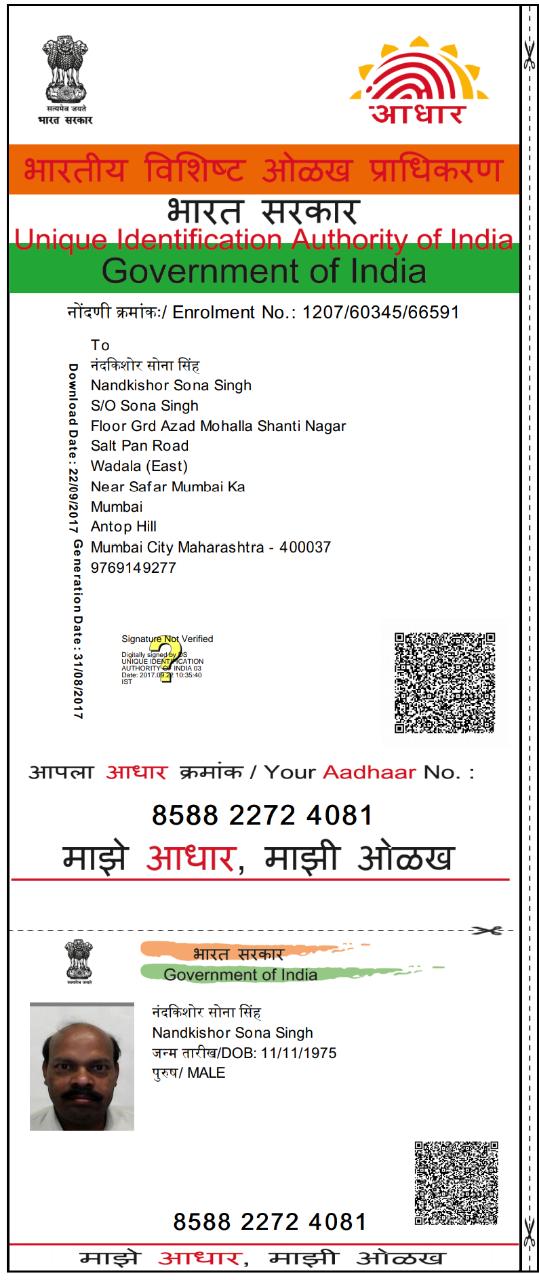 सत्यमेव जयते
भारत सरकार
आधार
भारतीय विशिष्ट ओळख प्राधिकरण
भारत सरकार
Unique Identification Authority of India
Government of India
नोंदणी क्रमांकः/ Enrolment No.: 1207/60345/66591
To
नंदकिशोर सोना सिंह
Nandkishor Sona Singh
S/O Sona Singh
Floor Grd Azad Mohalla Shanti Nagar
Salt Pan Road
Wadala (East)
Near Safar Mumbai Ka
Mumbai
Antop Hill
Mumbai City Maharashtra - 400037
9769149277
Download Date: 22/09/2017 Generation Date: 31/08/2017
Signature Not Verified
Digitally signed by DS
UNIQUE IDENTIFICATION
AUTHORITY OF INDIA 03
Date: 2017.09.22 10:35:40
IST
आपला आधार क्रमांक / Your Aadhaar No. :
8588 2272 4081
माझे आधार, माझी ओळख
भारत सरकार
Government of India
नंदकिशोर सोना सिंह
Nandkishor Sona Singh
जन्म तारीख/DOB: 11/11/1975
पुरुष/ MALE
8588 2272 4081
माझे आधार, माझी ओळख